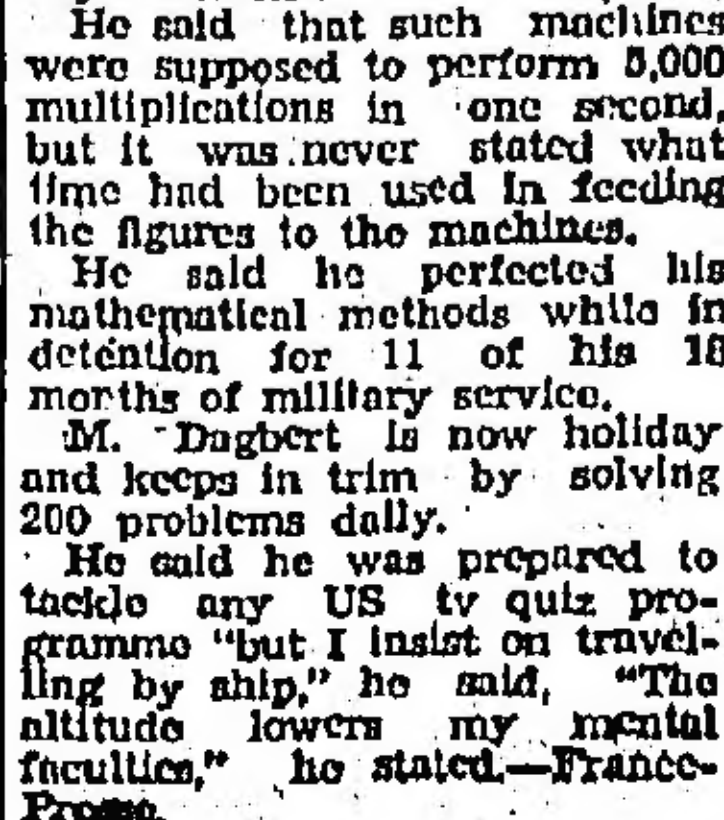 He said that such machines
were supposed to perform 5,000
multiplications in one second,
but it was never stated what
time had been used in feeding
the figures to the machines.
He said he perfected his
mathematical methods while in
detention for 11 of his 18
months of military service.
M. Dagbert is now holiday
and keeps in trim by solving
200 problems daily.
He said he was prepared to
tackle any US tv quiz pro-
gramme "but I insist on travel-
ling by ship," he said, "The
altitude lowers my mental
faculties," he stated.—France-
Presse.